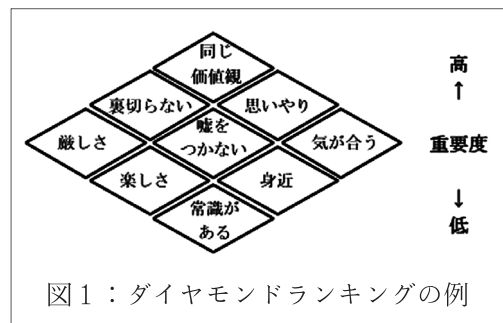 同じ
価値観
裏切らない
思いやり
厳しさ
嘘を
つかない
気が合う
楽しさ
身近
常識が
ある
高
↑
重要度
↓
低
図1：ダイヤモンドランキングの例